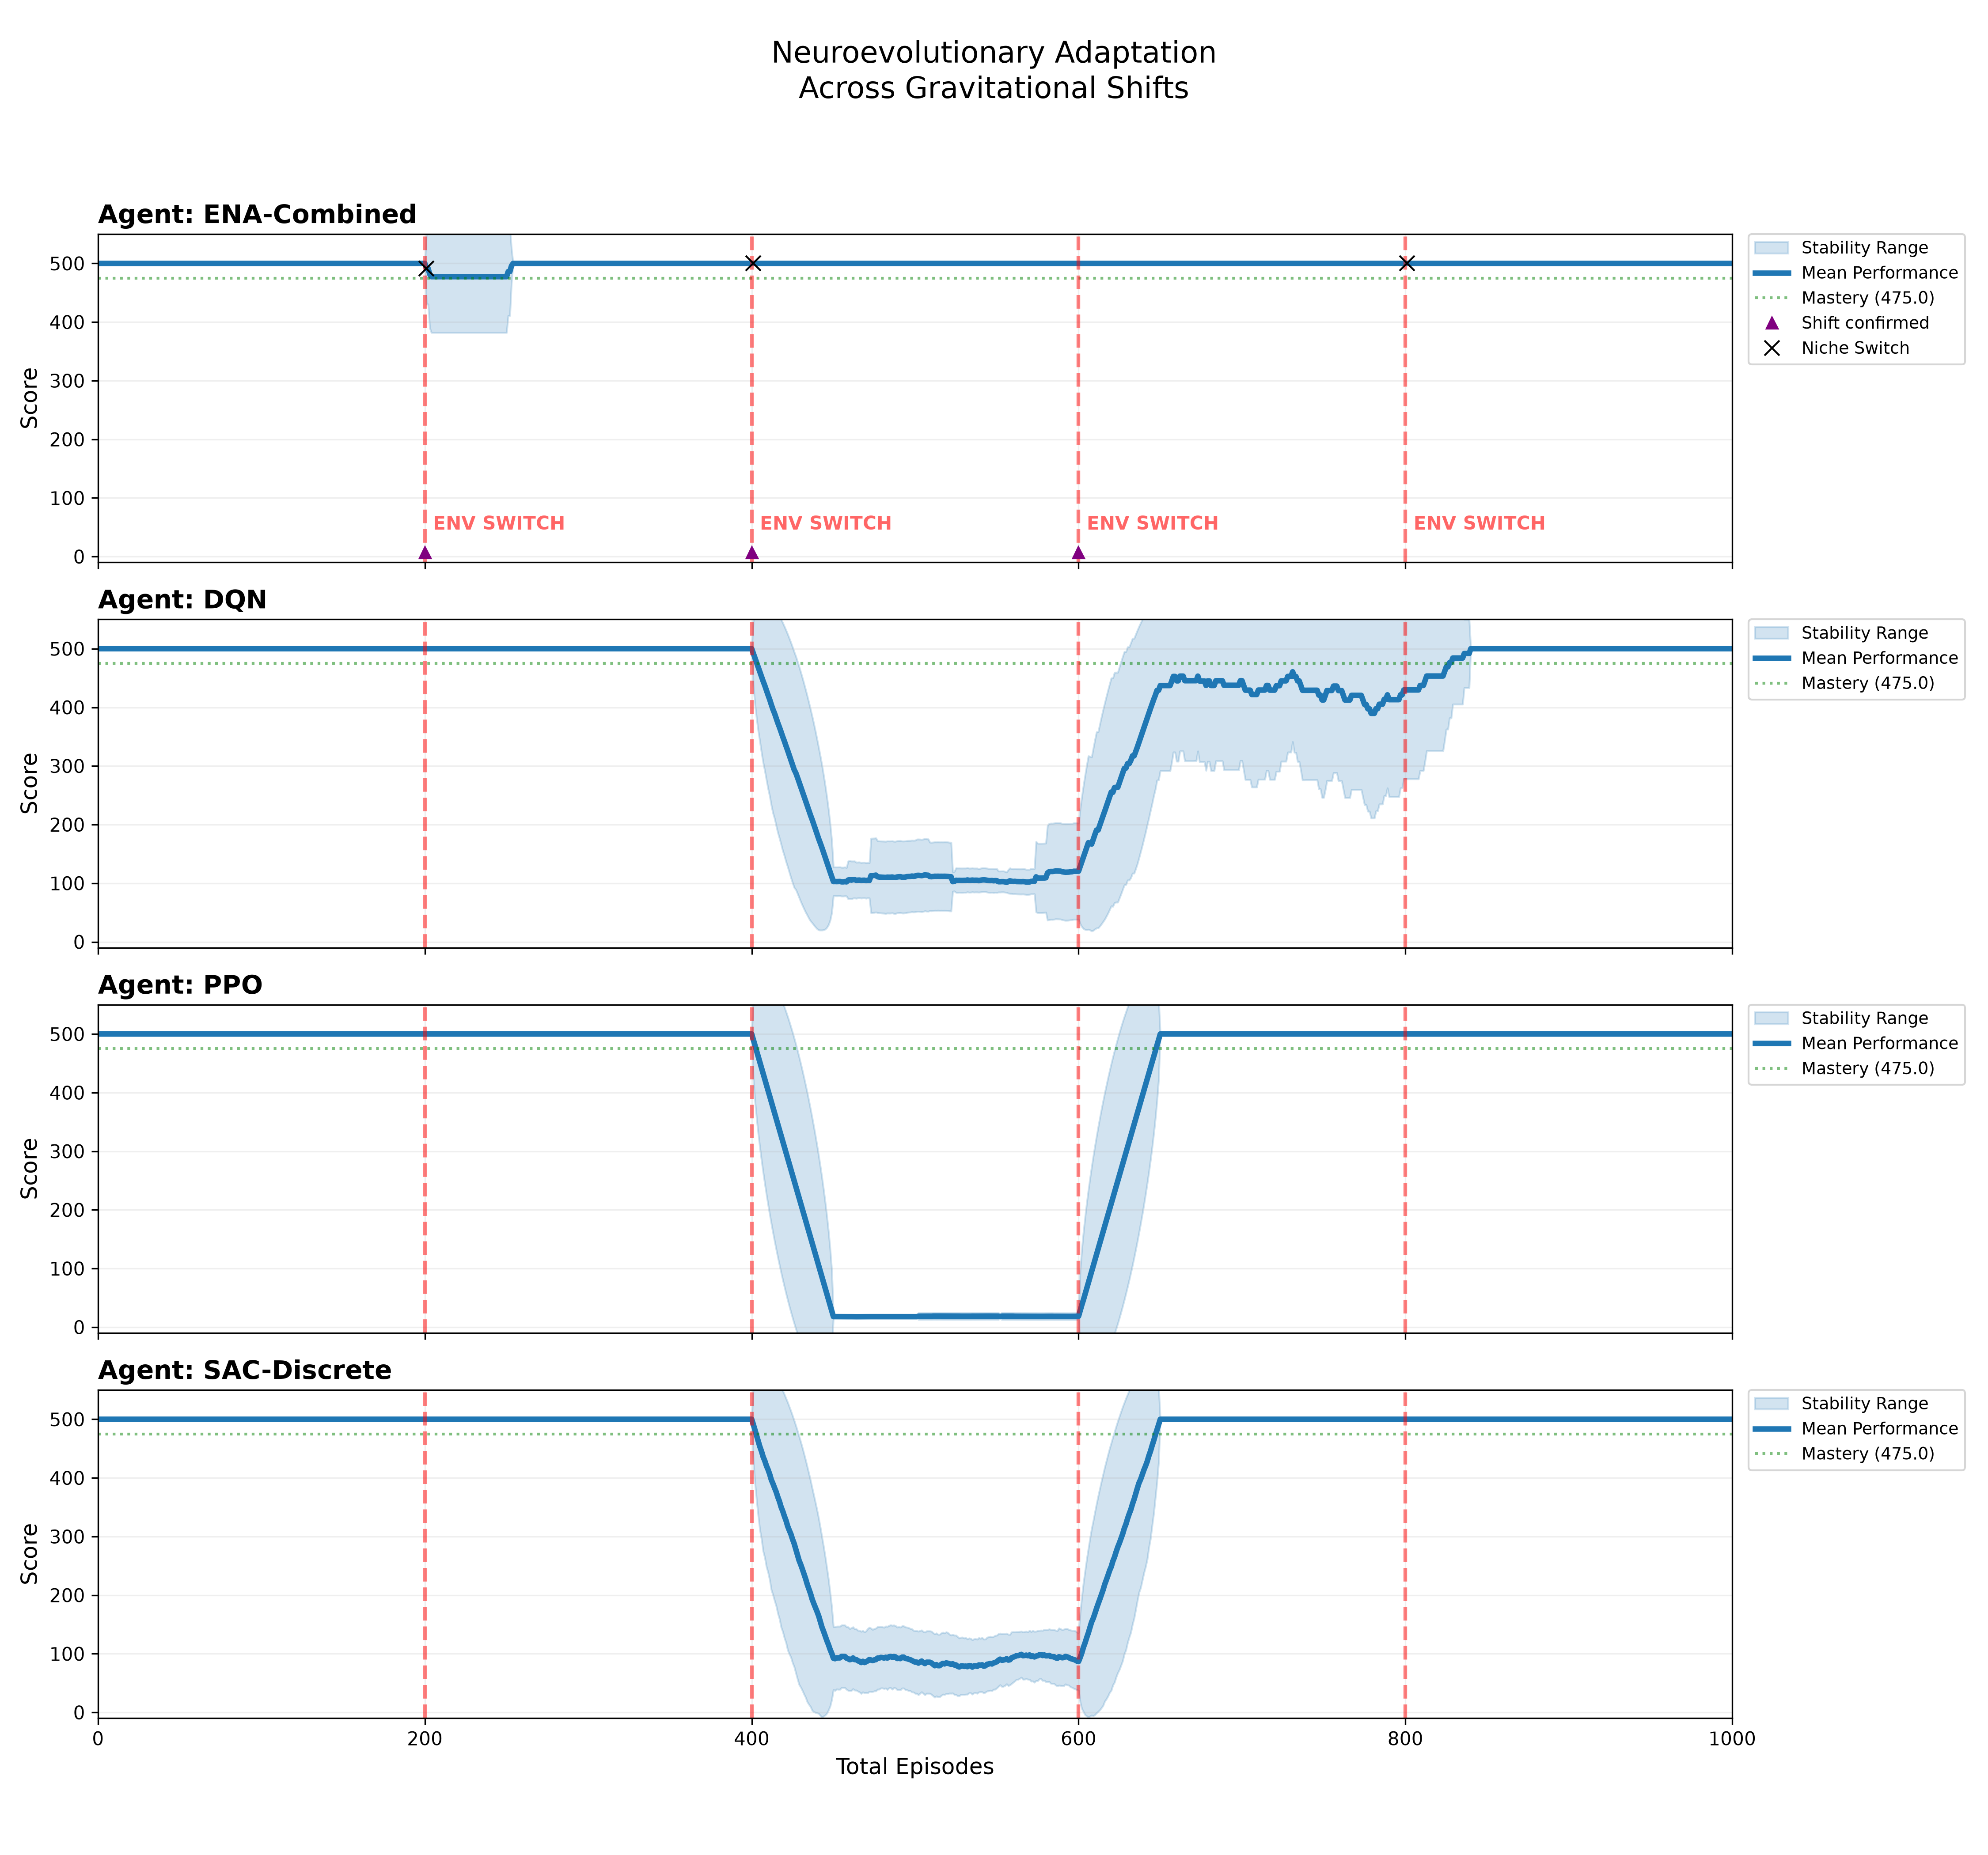 Neuroevolutionary Adaptation
Across Gravitational Shifts
Agent: ENA-Combined
Score
500
400
300
200
100
0
ENV SWITCH
ENV SWITCH
ENV SWITCH
ENV SWITCH
Stability Range
Mean Performance
Mastery (475.0)
Shift confirmed
Niche Switch
Agent: DQN
Score
500
400
300
200
100
0
Stability Range
Mean Performance
Mastery (475.0)
Agent: PPO
Score
500
400
300
200
100
0
Stability Range
Mean Performance
Mastery (475.0)
Agent: SAC-Discrete
Score
500
400
300
200
100
0
Stability Range
Mean Performance
Mastery (475.0)
0 200 400 600 800 1000
Total Episodes